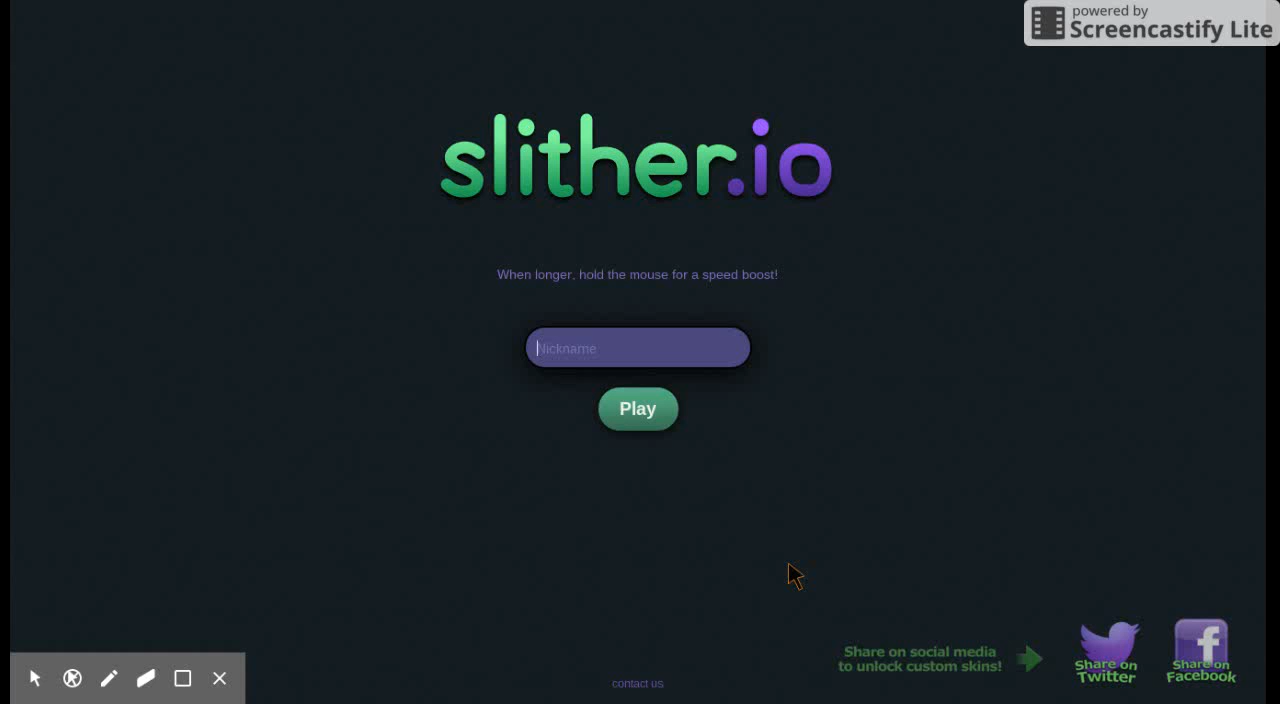 powered by
Screencastify Lite
slither.io
When longer, hold the mouse for a speed boost!
Nickname
Play
Share on social media
to unlock custom skins!
Share on
Twitter
Share on
Facebook
contact us